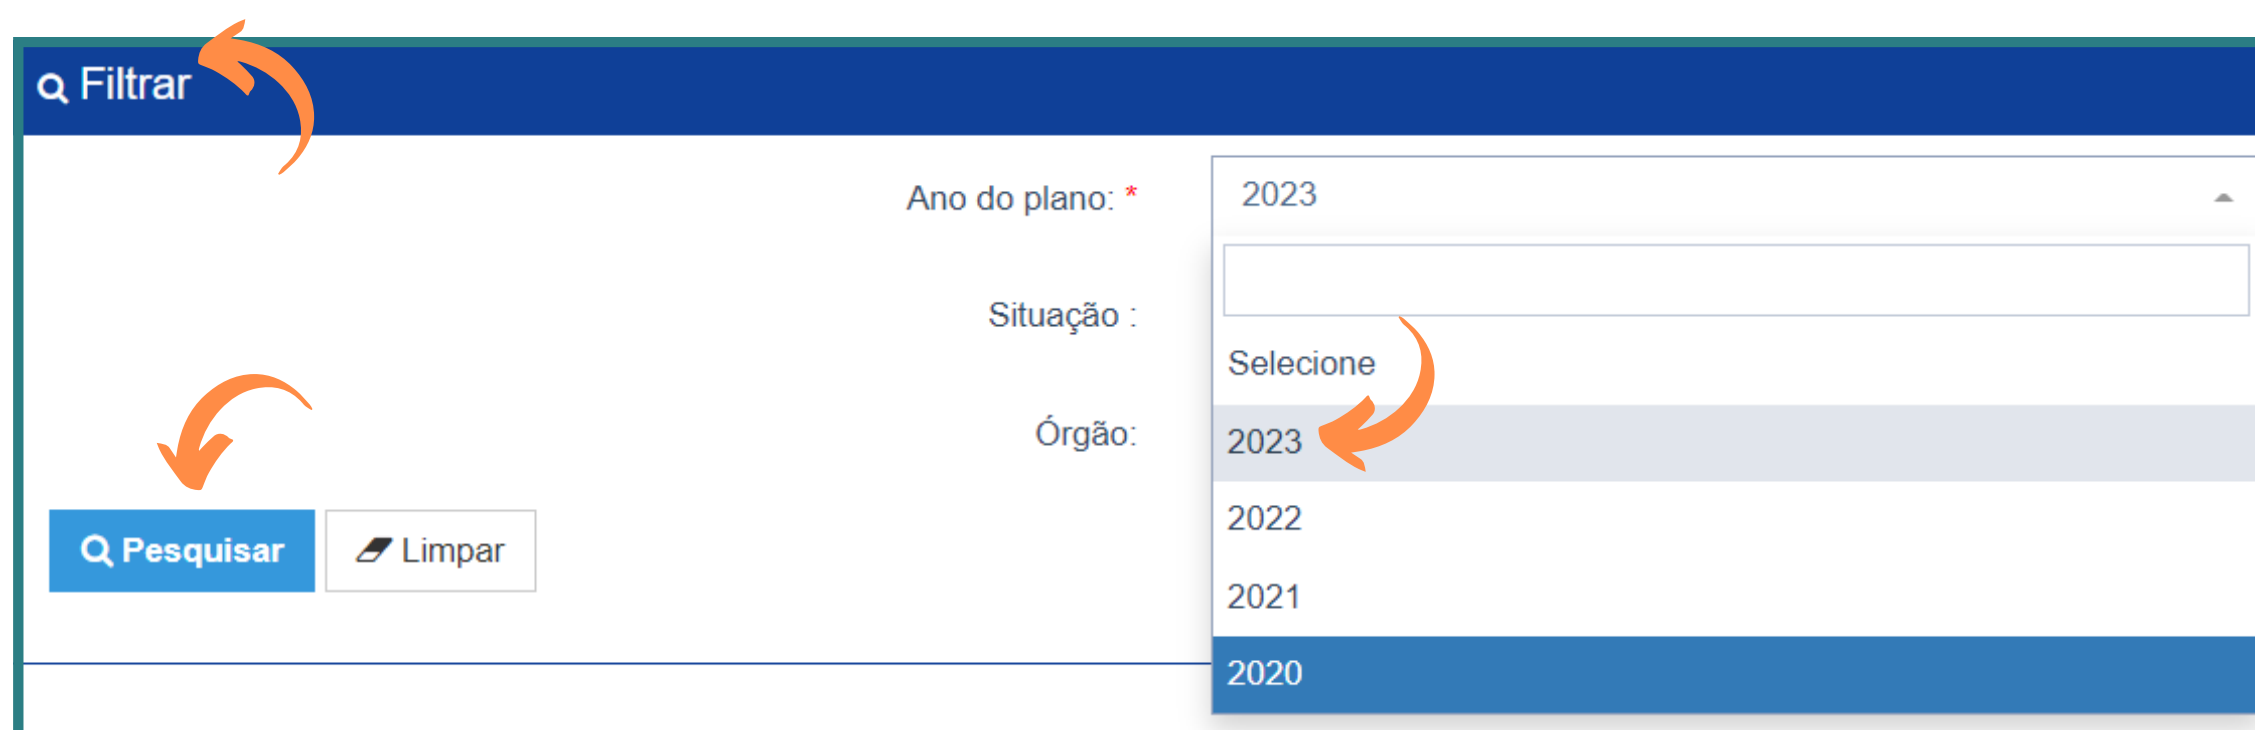 Filtrar
Ano do plano: *
2023
Situação :
Selecione
Órgão:
2023
2022
Pesquisar
Limpar
2021
2020